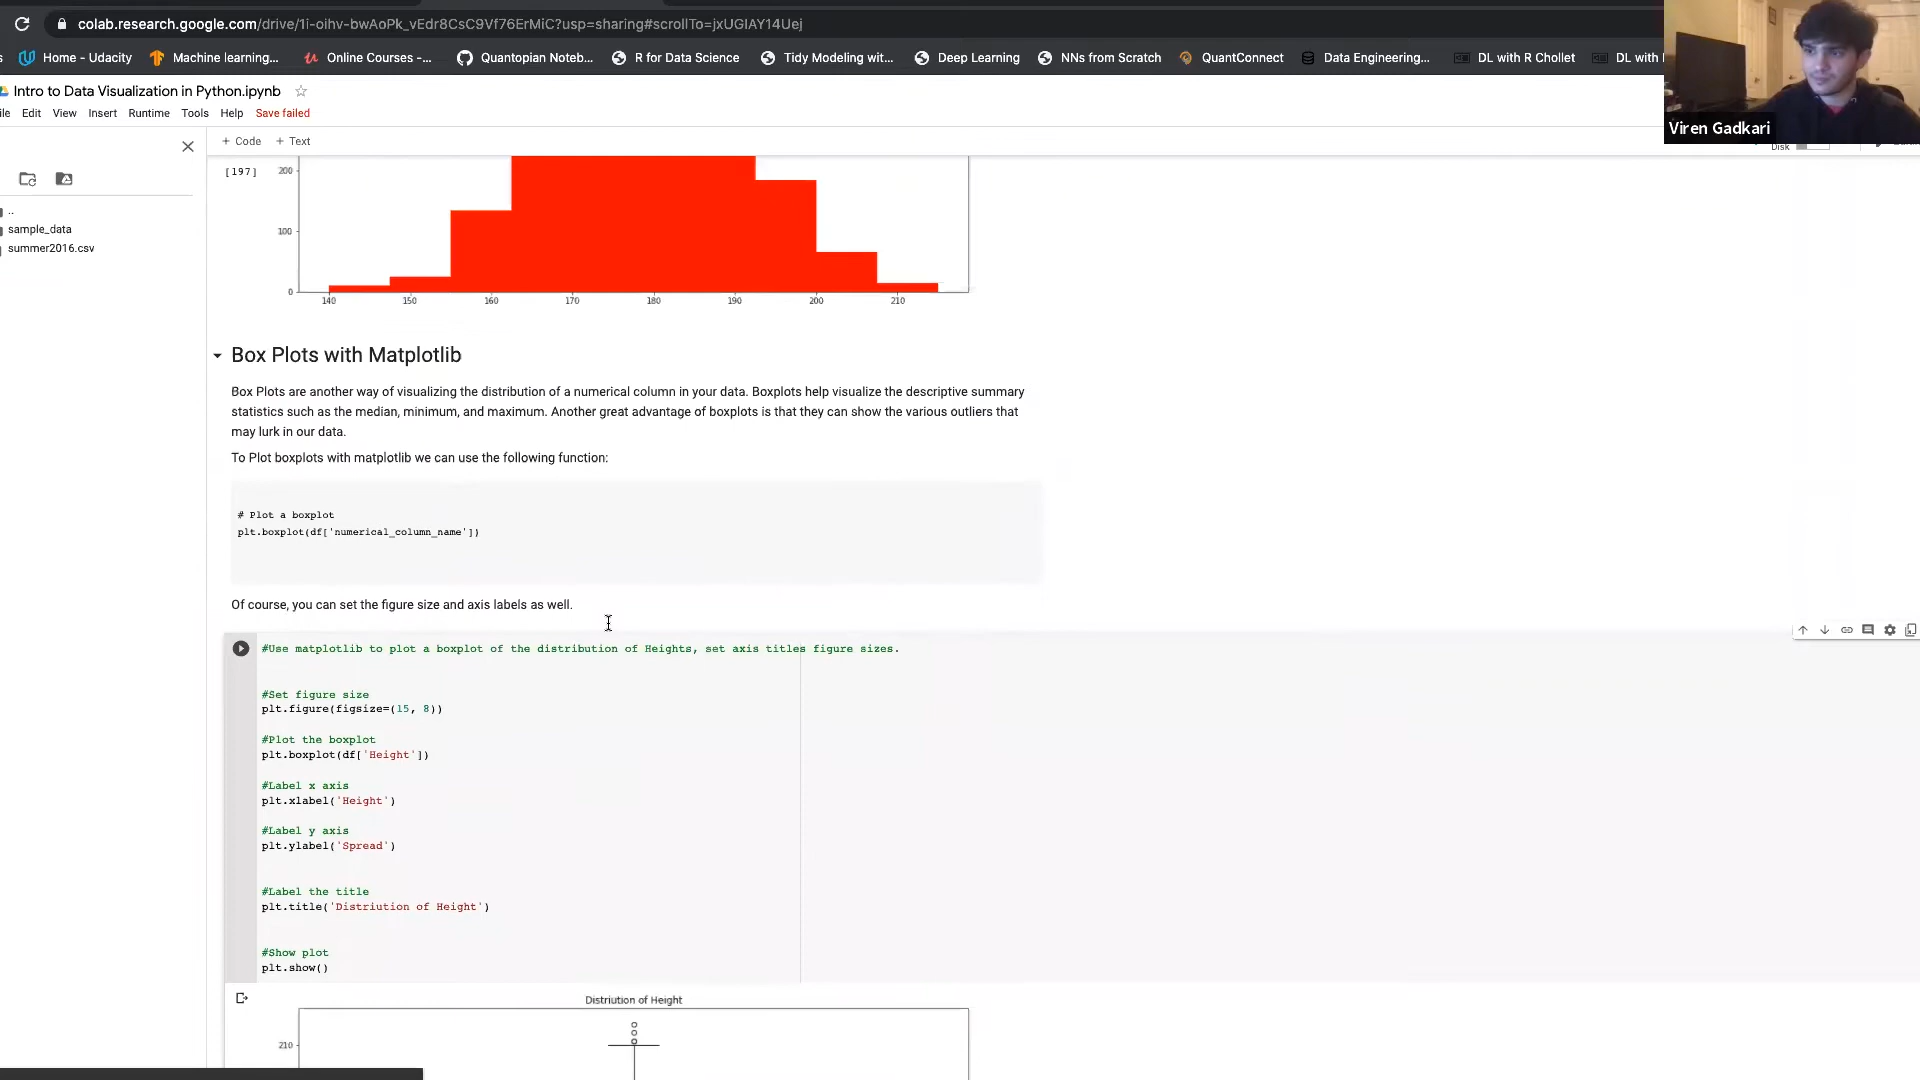 colab.research.google.com/drive/1i-oihv-bwAoPk_vEdr8CsC9Vf76ErMiC?usp=sharing#scrollTo=jxUGIAY14Uej
Home - Udacity Machine learning... Online Courses -... Quantopian Noteb... R for Data Science Tidy Modeling wit... Deep Learning NNs from Scratch QuantConnect Data Engineering... DL with R Chollet DL with
Viren Gadkari
Intro to Data Visualization in Python.ipynb
Edit View Insert Runtime Tools Help Save failed
+ Code + Text
Disk
..
sample_data
summer2016.csv
[197]
200
100
0
140 150 160 170 180 190 200 210
Box Plots with Matplotlib
Box Plots are another way of visualizing the distribution of a numerical column in your data. Boxplots help visualize the descriptive summary
statistics such as the median, minimum, and maximum. Another great advantage of boxplots is that they can show the various outliers that
may lurk in our data.
To Plot boxplots with matplotlib we can use the following function:
# Plot a boxplot
plt.boxplot(df['numerical_column_name'])
Of course, you can set the figure size and axis labels as well.
#Use matplotlib to plot a boxplot of the distribution of Heights, set axis titles figure sizes.
#Set figure size
plt.figure(figsize=(15, 8))
#Plot the boxplot
plt.boxplot(df['Height'])
#Label x axis
plt.xlabel('Height')
#Label y axis
plt.ylabel('Spread')
#Label the title
plt.title('Distriution of Height')
#Show plot
plt.show()
Distriution of Height
210